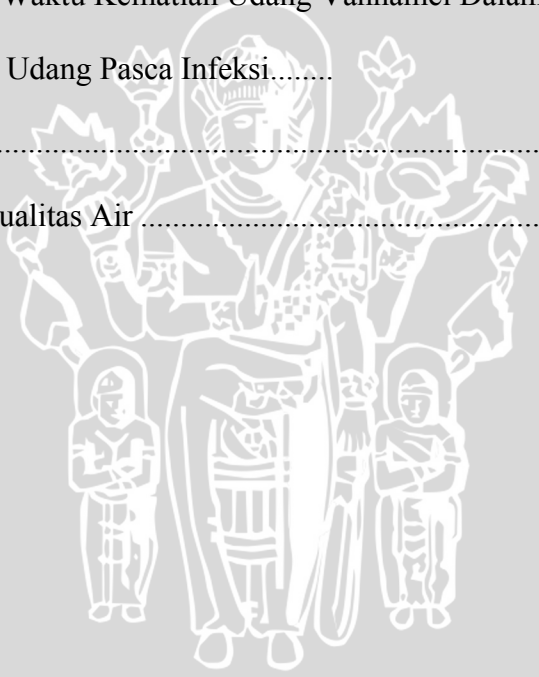 Waktu Kematian Udang Vannamei Dalam
Udang Pasca Infeksi........
................................................................................
ualitas Air .............................................................